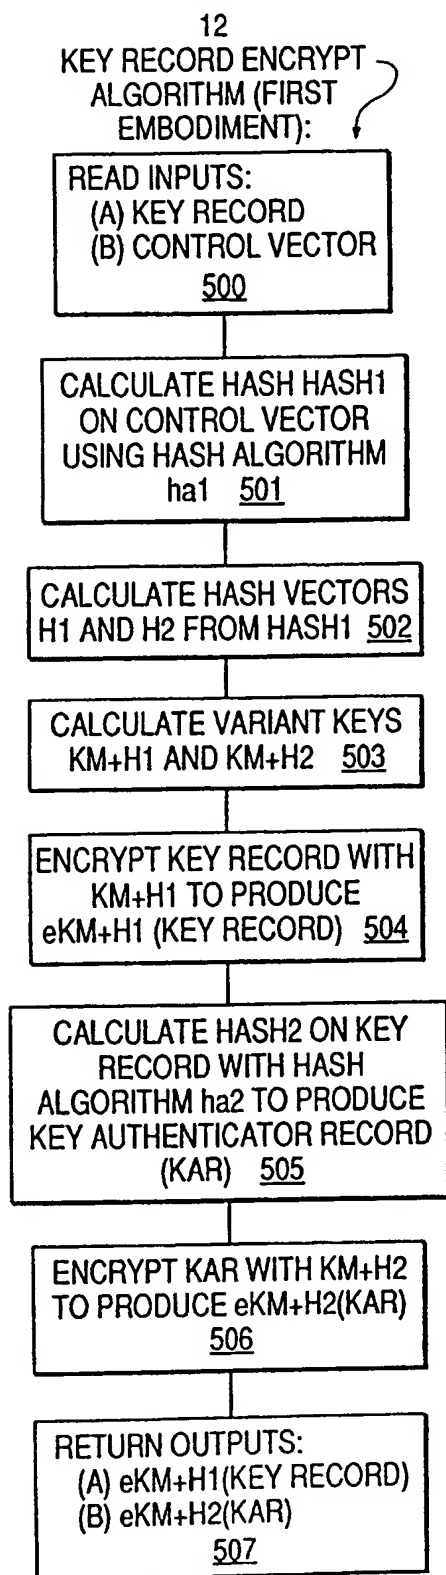 12
KEY RECORD ENCRYPT
ALGORITHM (FIRST
EMBODIMENT):
READ INPUTS:
(A) KEY RECORD
(B) CONTROL VECTOR
500
CALCULATE HASH HASH1
ON CONTROL VECTOR
USING HASH ALGORITHM
ha1 501
CALCULATE HASH VECTORS
H1 AND H2 FROM HASH1 502
CALCULATE VARIANT KEYS
KM+H1 AND KM+H2 503
ENCRYPT KEY RECORD WITH
KM+H1 TO PRODUCE
eKM+H1 (KEY RECORD) 504
CALCULATE HASH2 ON KEY
RECORD WITH HASH
ALGORITHM ha2 TO PRODUCE
KEY AUTHENTICATOR RECORD
(KAR) 505
ENCRYPT KAR WITH KM+H2
TO PRODUCE eKM+H2(KAR)
506
RETURN OUTPUTS:
(A) eKM+H1(KEY RECORD)
(B) eKM+H2(KAR)
507